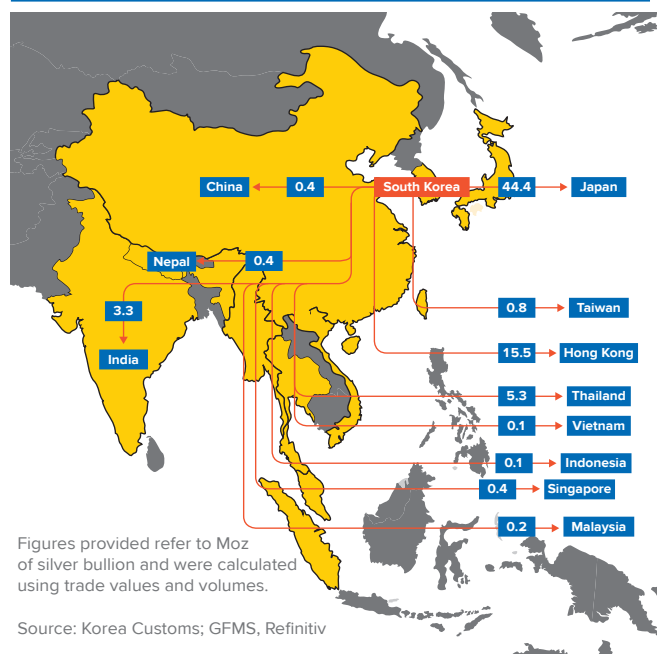 China 0.4 South Korea 44.4 Japan
Nepal 0.4
3.3
0.8 Taiwan
India
15.5 Hong Kong
5.3 Thailand
0.1 Vietnam
0.1 Indonesia
0.4 Singapore
0.2 Malaysia
Figures provided refer to Moz
of silver bullion and were calculated
using trade values and volumes.
Source: Korea Customs; GFMS, Refinitiv